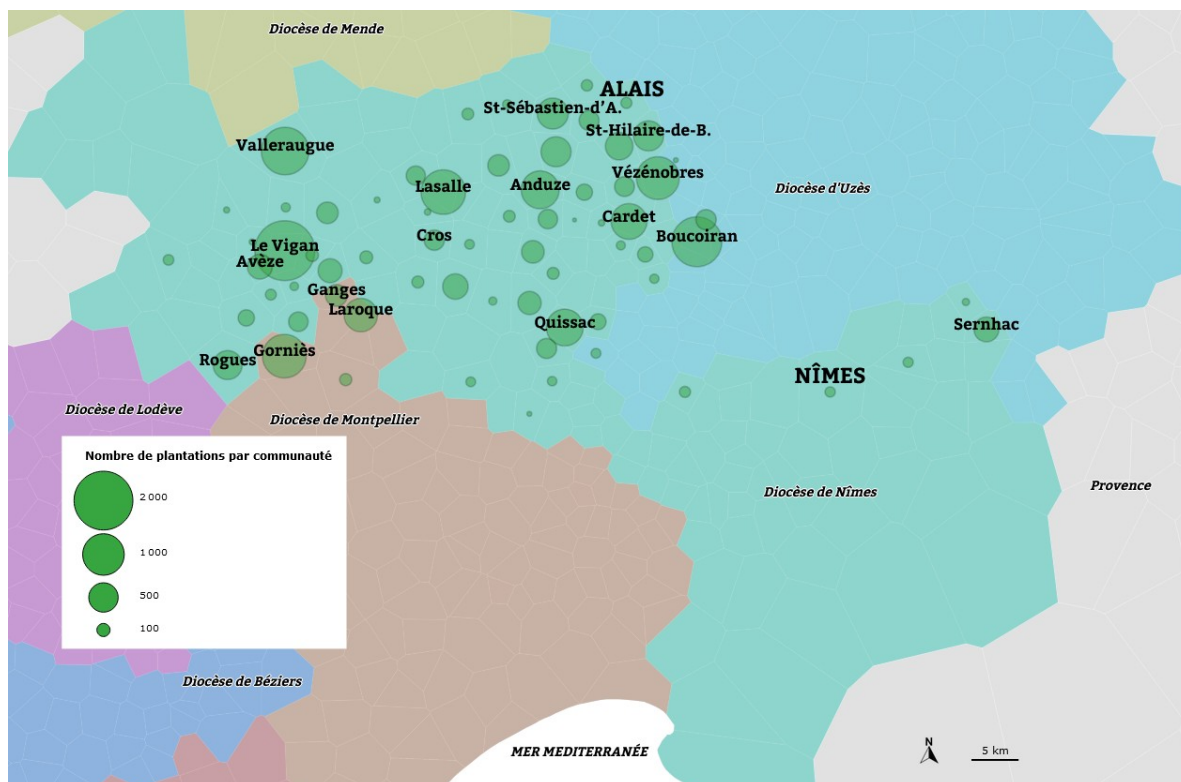 Diocèse de Mende
ALAIS
St-Sébastien-d'A.
St-Hilaire-de-B.
Valleraugue
Vézénobres
Lasalle
Anduze
Diocèse d'Uzès
Cardet
Cros
Boucoiran
Le Vigan
Avèze
Ganges
Laroque
Quissac
Sernhac
Gorniès
Rogues
NÎMES
Diocèse de Lodève
Diocèse de Montpellier
Nombre de plantations par communauté
2 000
1 000
500
100
Diocèse de Nîmes
Provence
Diocèse de Béziers
MER MEDITERRANÉE
N
5 km